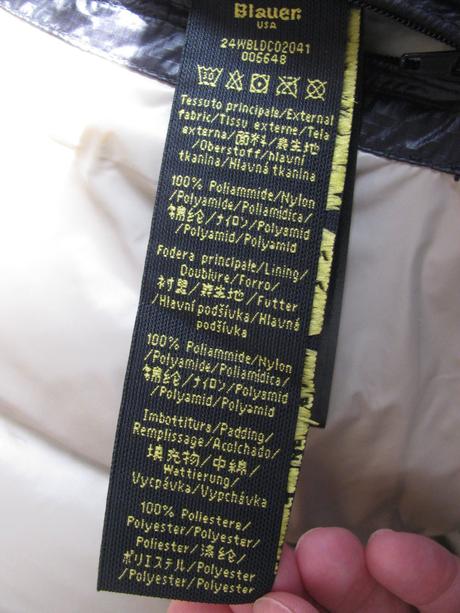 Blauer.
USA
24WBLDC02041
006648
30
Tessuto principale/External
fabric/Tissu externe/Tela
externa/面料/表生地
/Oberstoff/hlavní
tkanina/Hlavná tkanina
100% Poliammide/Nylon
/Polyamide/Poliamídica/
锦纶/ナイロン/Polyamid
/Polyamid/Polyamid
Fodera principale/Lining/
Doublure/Forro/
衬里/裏生地/Futter
/Hlavní podšívka/Hlavná
podšívka
100% Poliammide/Nylon
/Polyamide/Poliamídica/
锦纶/ナイロン/Polyamid
/Polyamid/Polyamid
Imbottitura/Padding/
Remplissage/Acolchado/
填充物/中綿/
Wattierung/
Vycpávka/Vypchávka
100% Poliestere/
Polyester/Polyester/
Poliester/涤纶/
ポリエステル/Polyester
/Polyester/Polyester